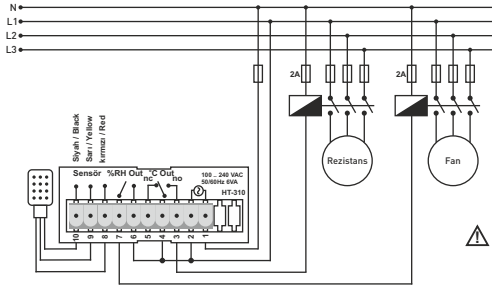 N
L1
L2
L3
2A
2A
Rezistans
Fan
Siyah / Black
Sarı / Yellow
kırmızı / Red
Sensör %RH Out °C Out
nc no
100 ... 240 VAC
50/60Hz 6VA
HT-310
10 9 8 7 6 5 4 3 2 1